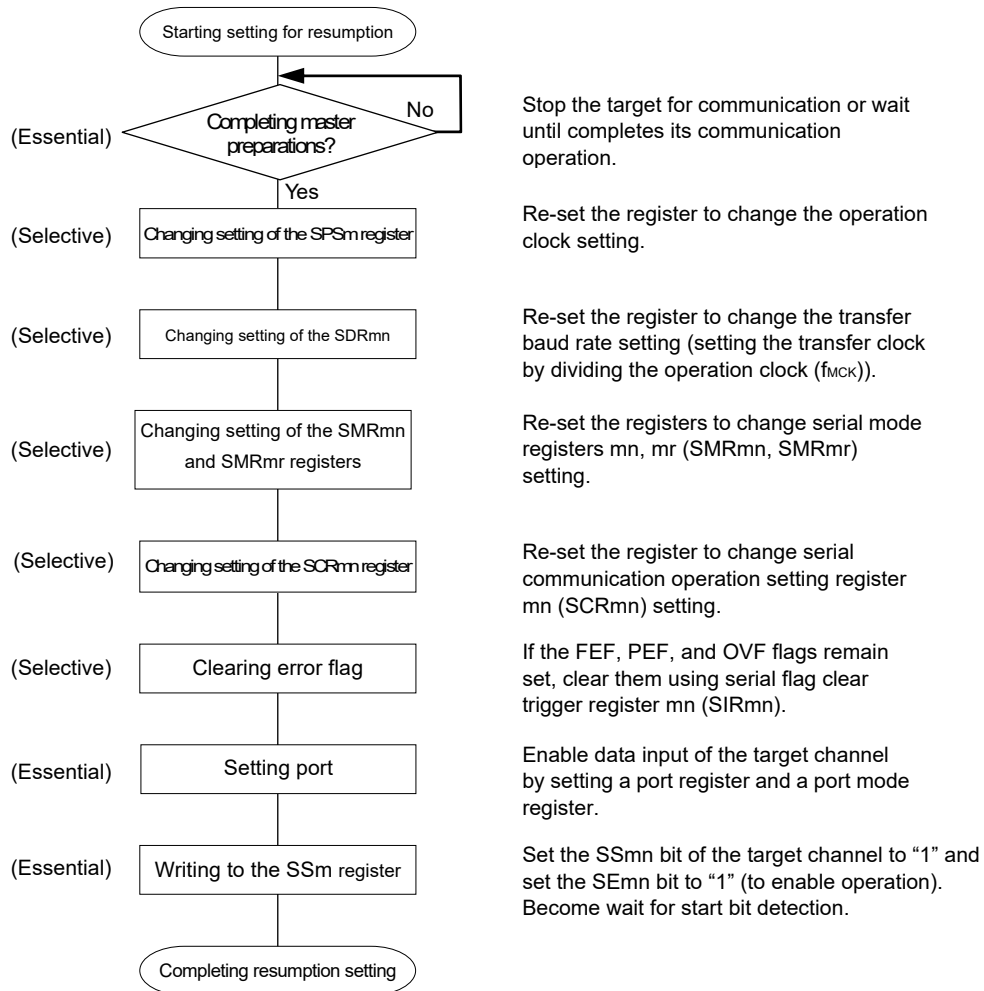 Starting setting for resumption
No
Completing master
preparations?
(Essential)
Yes
Stop the target for communication or wait
until completes its communication
operation.
(Selective)
Changing setting of the SPSm register
Re-set the register to change the operation
clock setting.
(Selective)
Changing setting of the SDRmn
Re-set the register to change the transfer
baud rate setting (setting the transfer clock
by dividing the operation clock (fMCK)).
(Selective)
Changing setting of the SMRmn
and SMRmr registers
Re-set the registers to change serial mode
registers mn, mr (SMRmn, SMRmr)
setting.
(Selective)
Changing setting of the SCRmn register
Re-set the register to change serial
communication operation setting register
mn (SCRmn) setting.
(Selective)
Clearing error flag
If the FEF, PEF, and OVF flags remain
set, clear them using serial flag clear
trigger register mn (SIRmn).
(Essential)
Setting port
Enable data input of the target channel
by setting a port register and a port mode
register.
(Essential)
Writing to the SSm register
Set the SSmn bit of the target channel to “1” and
set the SEmn bit to “1” (to enable operation).
Become wait for start bit detection.
Completing resumption setting